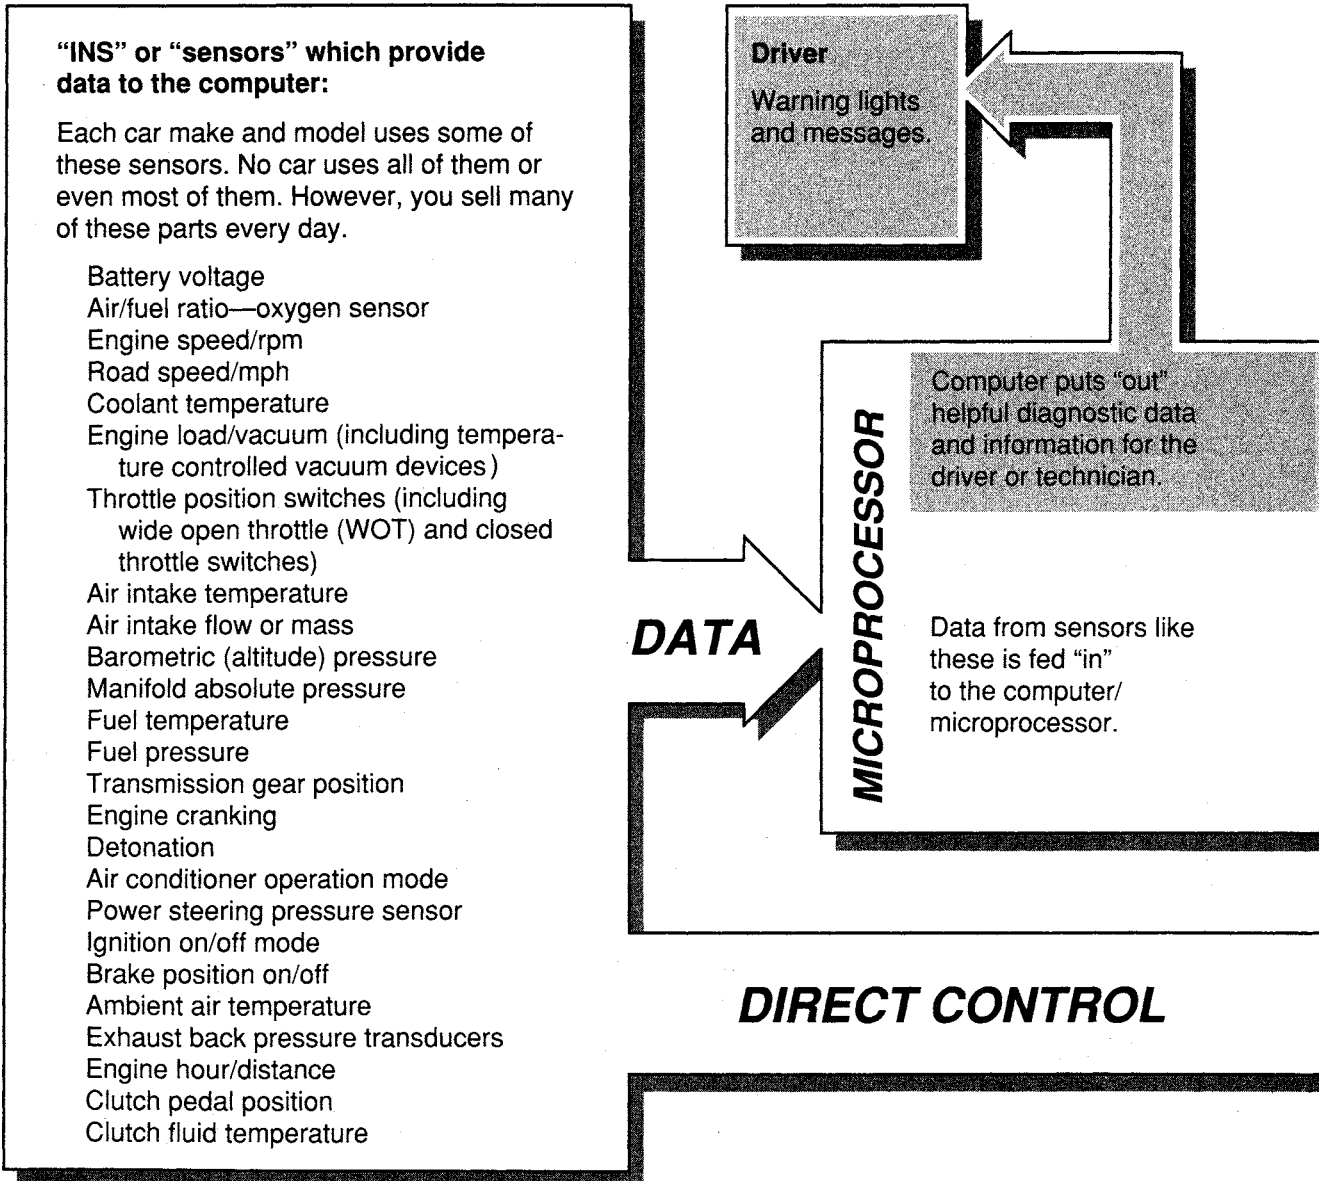 “INS” or “sensors” which provide
data to the computer:
Each car make and model uses some of
these sensors. No car uses all of them or
even most of them. However, you sell many
of these parts every day.
Battery voltage
Air/fuel ratio—oxygen sensor
Engine speed/rpm
Road speed/mph
Coolant temperature
Engine load/vacuum (including tempera-
ture controlled vacuum devices)
Throttle position switches (including
wide open throttle (WOT) and closed
throttle switches)
Air intake temperature
Air intake flow or mass
Barometric (altitude) pressure
Manifold absolute pressure
Fuel temperature
Fuel pressure
Transmission gear position
Engine cranking
Detonation
Air conditioner operation mode
Power steering pressure sensor
Ignition on/off mode
Brake position on/off
Ambient air temperature
Exhaust back pressure transducers
Engine hour/distance
Clutch pedal position
Clutch fluid temperature
Driver
Warning lights
and messages.
DATA
MICROPROCESSOR
Computer puts “out”
helpful diagnostic data
and information for the
driver or technician.
Data from sensors like
these is fed “in”
to the computer/
microprocessor.
DIRECT CONTROL